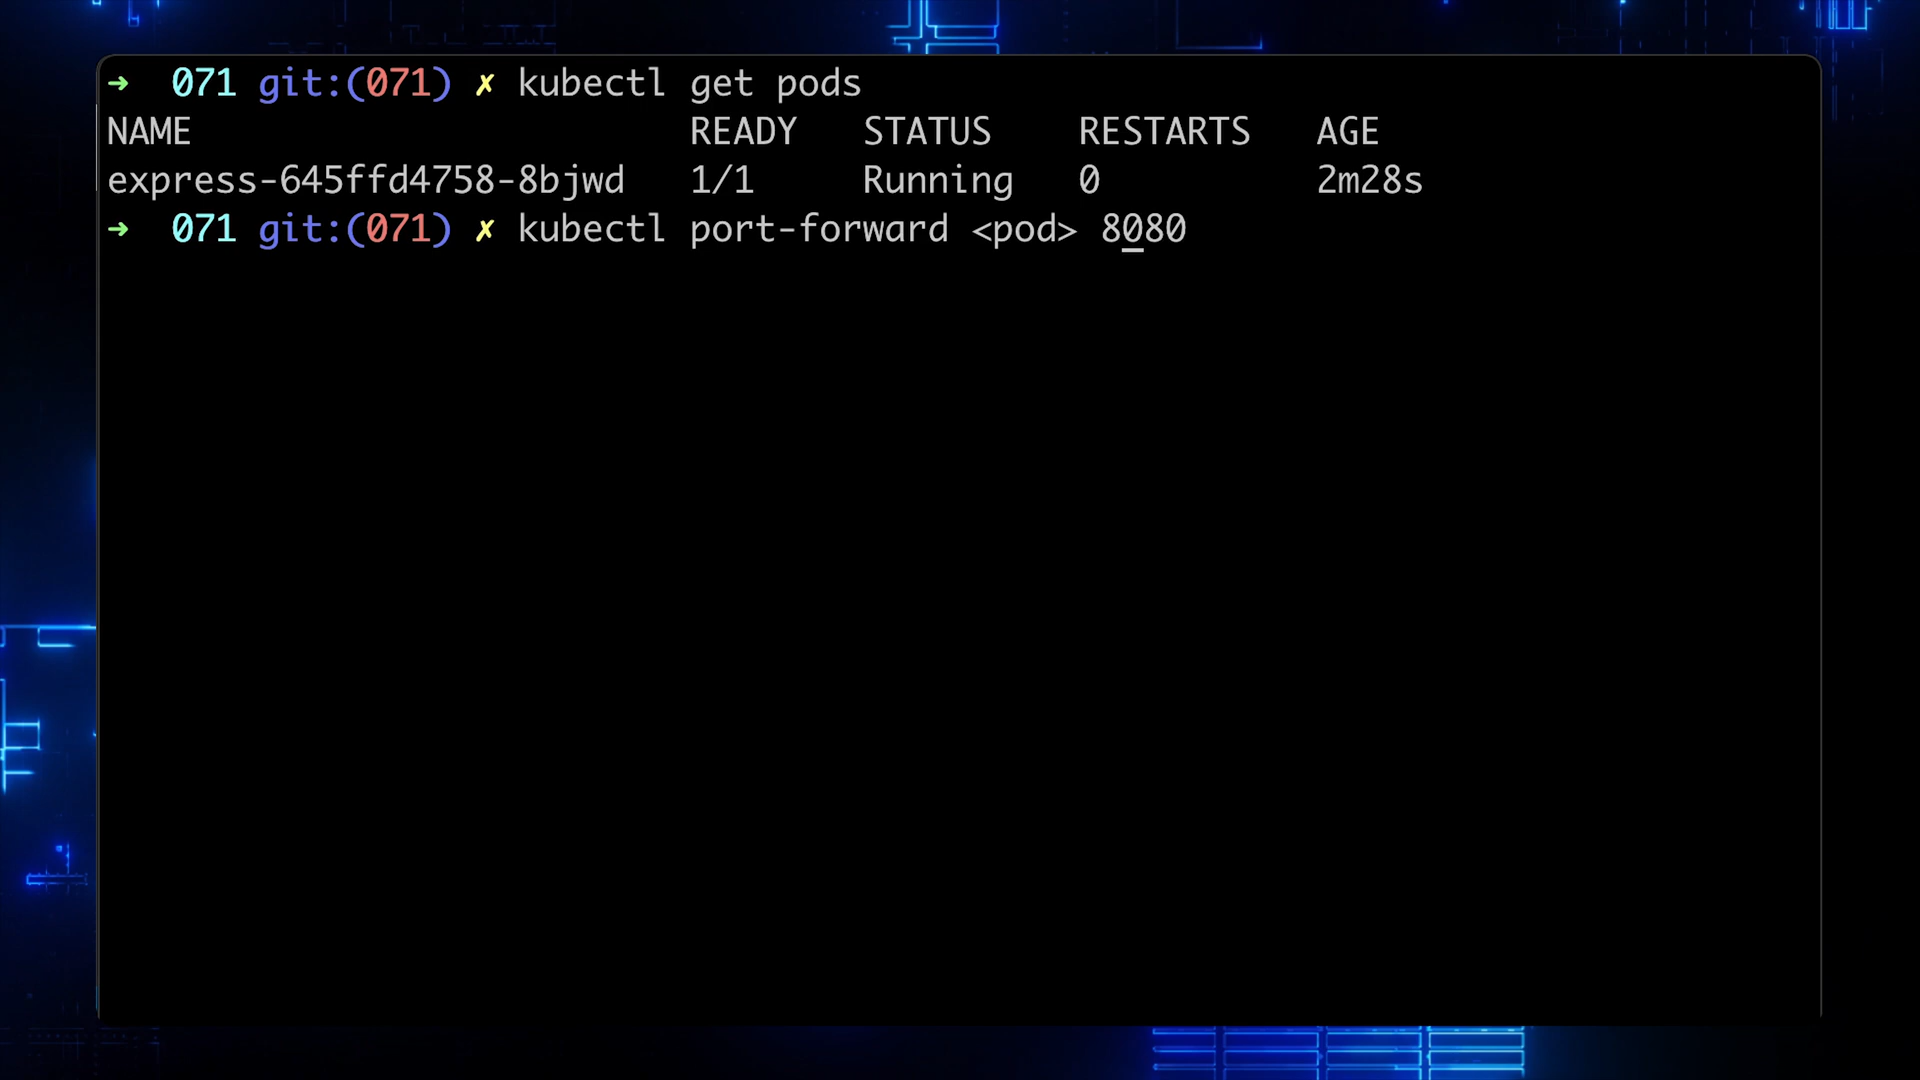 ➜  071 git:(071) ✗ kubectl get pods
NAME                       READY   STATUS    RESTARTS   AGE
express-645ffd4758-8bjwd   1/1     Running   0          2m28s
➜  071 git:(071) ✗ kubectl port-forward <pod> 8080